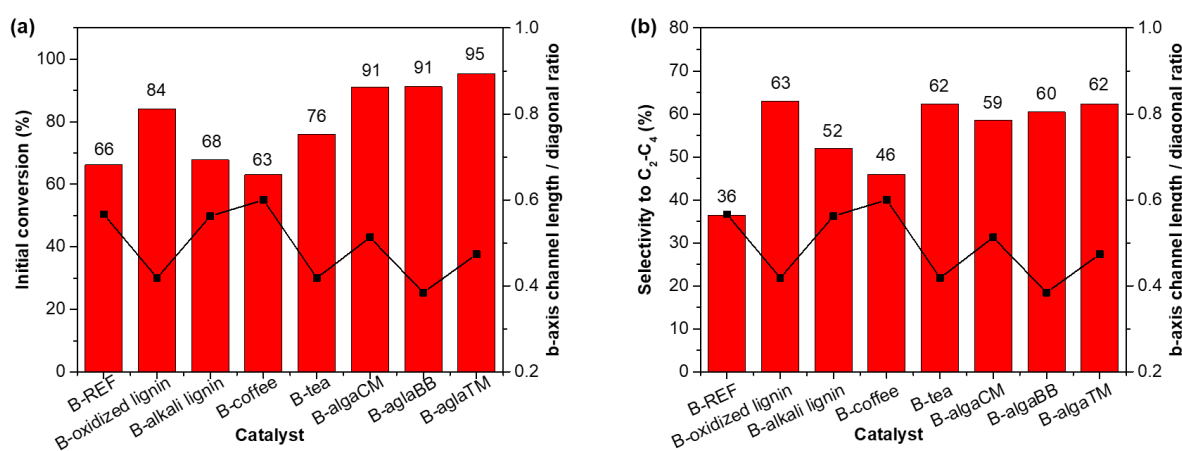 (a)
Initial conversion (%)
100
80
60
40
20
0
66
84
68
63
76
91
91
95
1.0
0.8
0.6
0.4
0.2
b-axis channel length / diagonal ratio
B-REF
B-oxidized lignin
B-alkali lignin
B-coffee
B-tea
B-algaCM
B-aglaBB
B-aglaTM
Catalyst
(b)
Selectivity to C₂-C₄ (%)
80
70
60
50
40
30
20
10
0
36
63
52
46
62
59
60
62
1.0
0.8
0.6
0.4
0.2
b-axis channel length / diagonal ratio
B-REF
B-oxidized lignin
B-alkali lignin
B-coffee
B-tea
B-algaCM
B-algaBB
B-algaTM
Catalyst